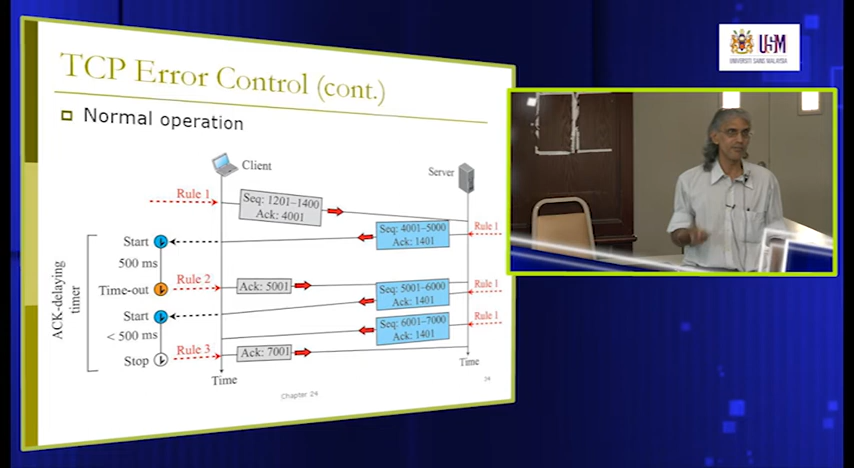 TCP Error Control (cont.)
Normal operation
Client
Server
Rule 1
Seq: 1201–1400
Ack: 4001
Seq: 4001–5000
Ack: 1401
Rule 1
Start
500 ms
Time-out
Rule 2
Ack: 5001
Seq: 5001–6000
Ack: 1401
Rule 1
Start
< 500 ms
Seq: 6001–7000
Ack: 1401
Rule 1
Stop
Rule 3
Ack: 7001
ACK-delaying
timer
Time
Time
Chapter 24
34
USM
UNIVERSITI SAINS MALAYSIA